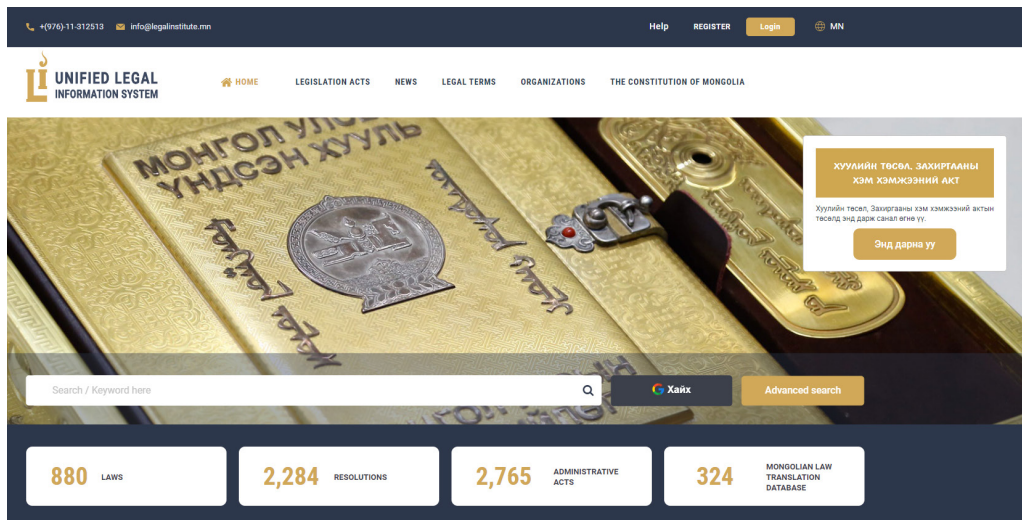 +(976)-11-312513 info@legalinstitute.mn Help REGISTER Login MN
UNIFIED LEGAL
INFORMATION SYSTEM
HOME LEGISLATION ACTS NEWS LEGAL TERMS ORGANIZATIONS THE CONSTITUTION OF MONGOLIA
МОНГОЛ УЛСЫН
ҮНДСЭН ХУУЛЬ
ХУУЛИЙН ТӨСӨЛ, ЗАХИРГААНЫ
ХЭМ ХЭМЖЭЭНИЙ АКТ
Хуулийн төсөл, Захиргааны хэм хэмжээний актын
төсөлд энд дарж санал өгнө үү.
Энд дарна уу
Search / Keyword here Хайх Advanced search
880 LAWS
2,284 RESOLUTIONS
2,765 ADMINISTRATIVE
ACTS
324 MONGOLIAN LAW
TRANSLATION
DATABASE